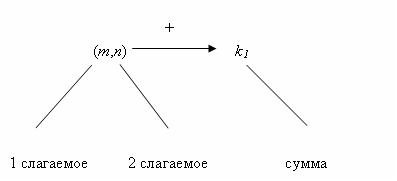 +
(m,n) k1
1 слагаемое 2 слагаемое сумма